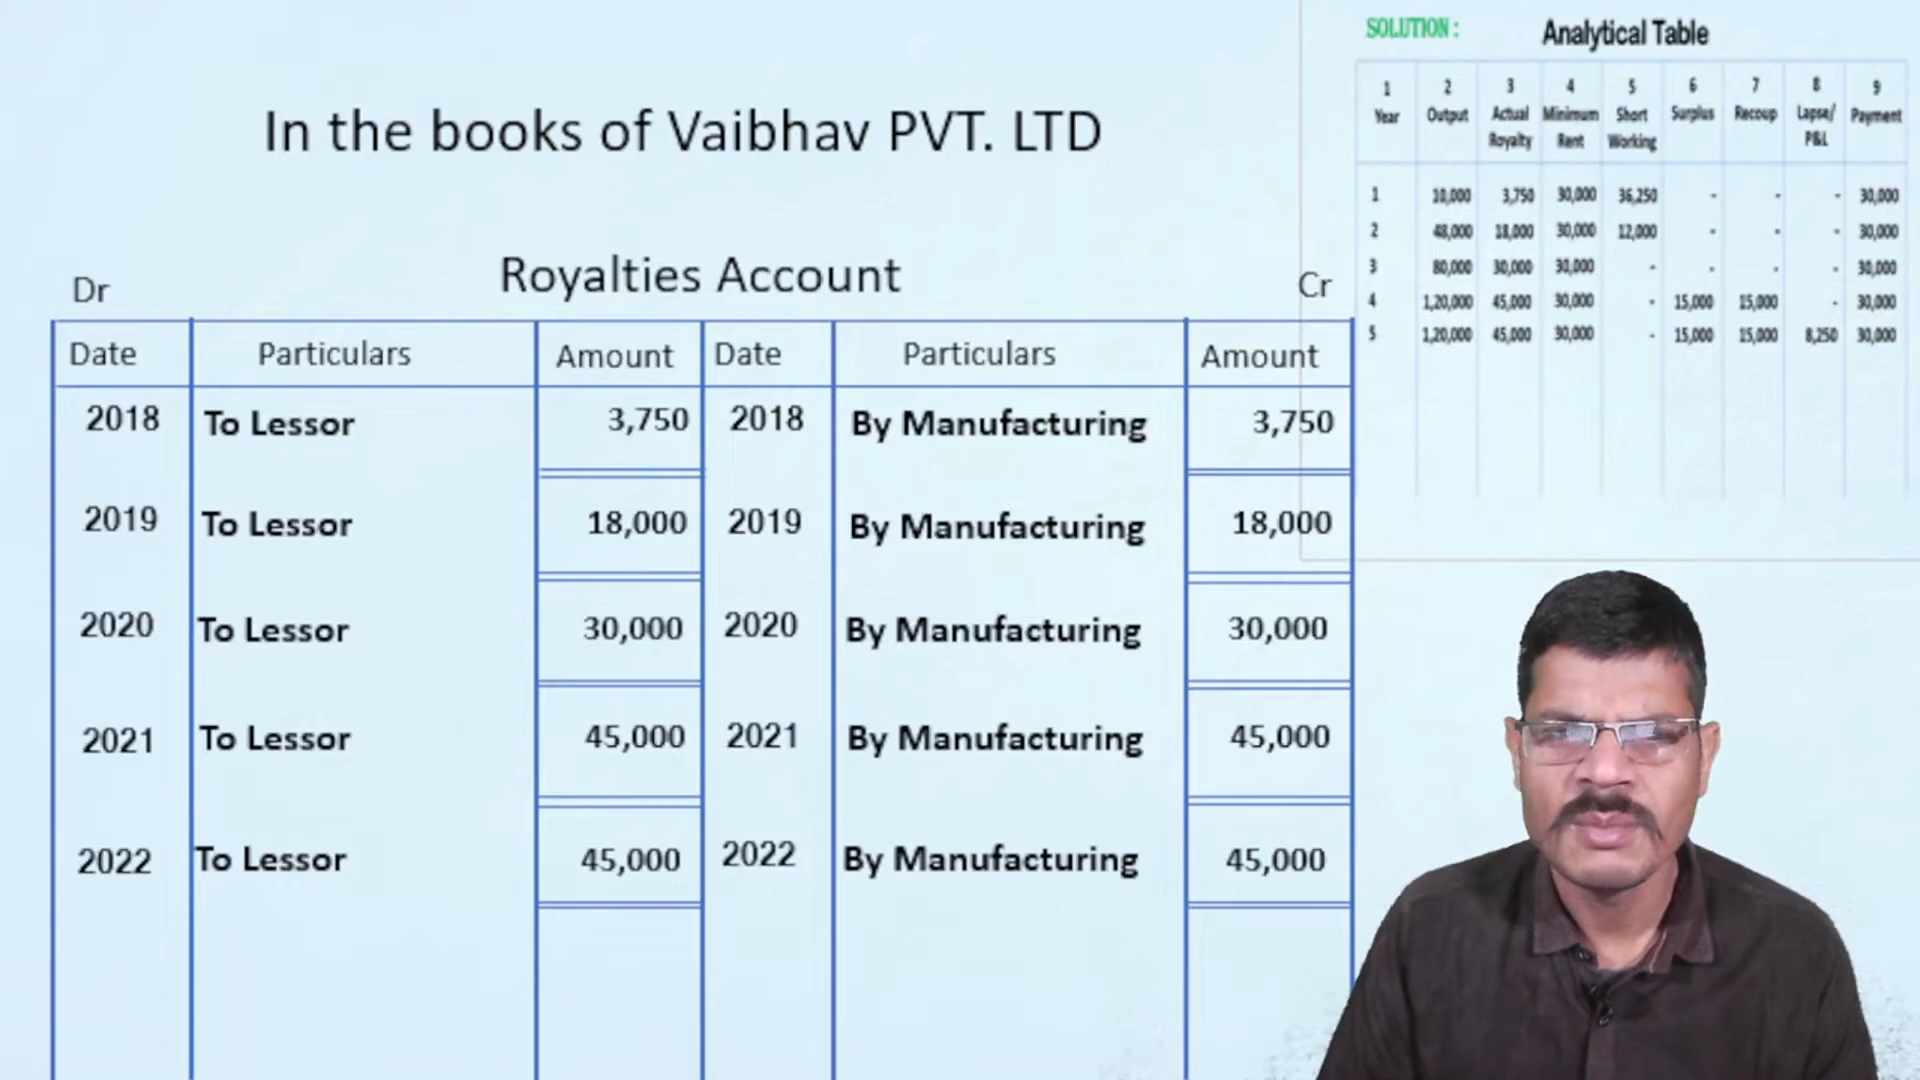 In the books of Vaibhav PVT. LTD
Dr Royalties Account Cr
Date Particulars Amount Date Particulars Amount
2018 To Lessor 3,750 2018 By Manufacturing 3,750
2019 To Lessor 18,000 2019 By Manufacturing 18,000
2020 To Lessor 30,000 2020 By Manufacturing 30,000
2021 To Lessor 45,000 2021 By Manufacturing 45,000
2022 To Lessor 45,000 2022 By Manufacturing 45,000
SOLUTION : Analytical Table
1 2 3 4 5 6 7 8 9
Year Output Actual Minimum Short Surplus Recoup Lapse/ Payment
Royalty Rent Working P&L
1 10,000 3,750 30,000 36,250 - - - 30,000
2 48,000 18,000 30,000 12,000 - - - 30,000
3 80,000 30,000 30,000 - - - - 30,000
4 1,20,000 45,000 30,000 - 15,000 15,000 - 30,000
5 1,20,000 45,000 30,000 - 15,000 15,000 8,250 30,000